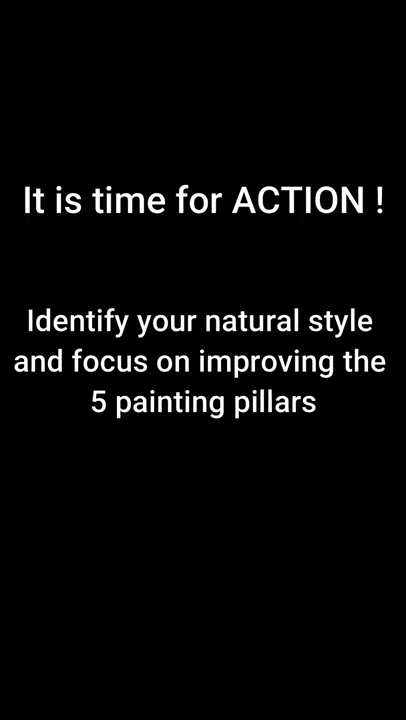 It is time for ACTION !
Identify your natural style
and focus on improving the
5 painting pillars